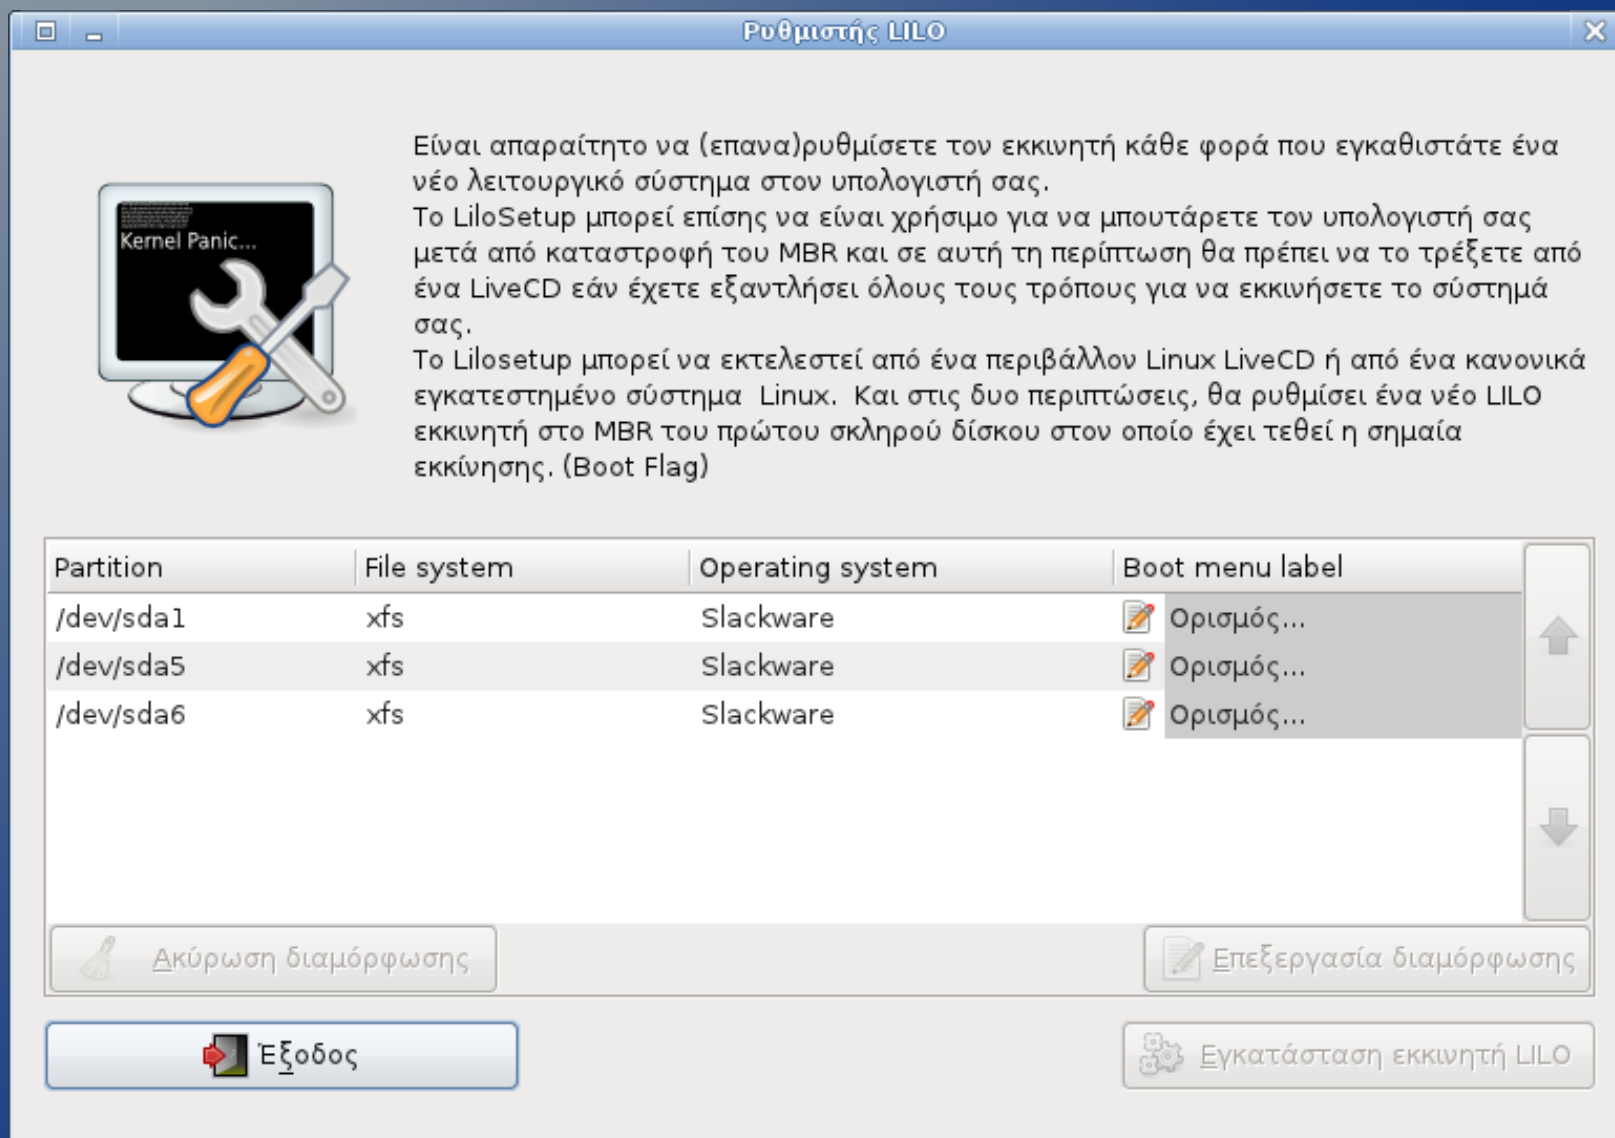 Ρυθμιστής LILO
Είναι απαραίτητο να (επανα)ρυθμίσετε τον εκκινητή κάθε φορά που εγκαθιστάτε ένα
νέο λειτουργικό σύστημα στον υπολογιστή σας.
Το LiloSetup μπορεί επίσης να είναι χρήσιμο για να μπουτάρετε τον υπολογιστή σας
μετά από καταστροφή του MBR και σε αυτή τη περίπτωση θα πρέπει να το τρέξετε από
ένα LiveCD εάν έχετε εξαντλήσει όλους τους τρόπους για να εκκινήσετε το σύστημά
σας.
Το Lilosetup μπορεί να εκτελεστεί από ένα περιβάλλον Linux LiveCD ή από ένα κανονικά
εγκατεστημένο σύστημα  Linux.  Και στις δυο περιπτώσεις, θα ρυθμίσει ένα νέο LILO
εκκινητή στο MBR του πρώτου σκληρού δίσκου στον οποίο έχει τεθεί η σημαία
εκκίνησης. (Boot Flag)
Kernel Panic...
Partition File system Operating system Boot menu label
/dev/sda1 xfs Slackware Ορισμός...
/dev/sda5 xfs Slackware Ορισμός...
/dev/sda6 xfs Slackware Ορισμός...
Ακύρωση διαμόρφωσης Επεξεργασία διαμόρφωσης
Έξοδος Εγκατάσταση εκκινητή LILO